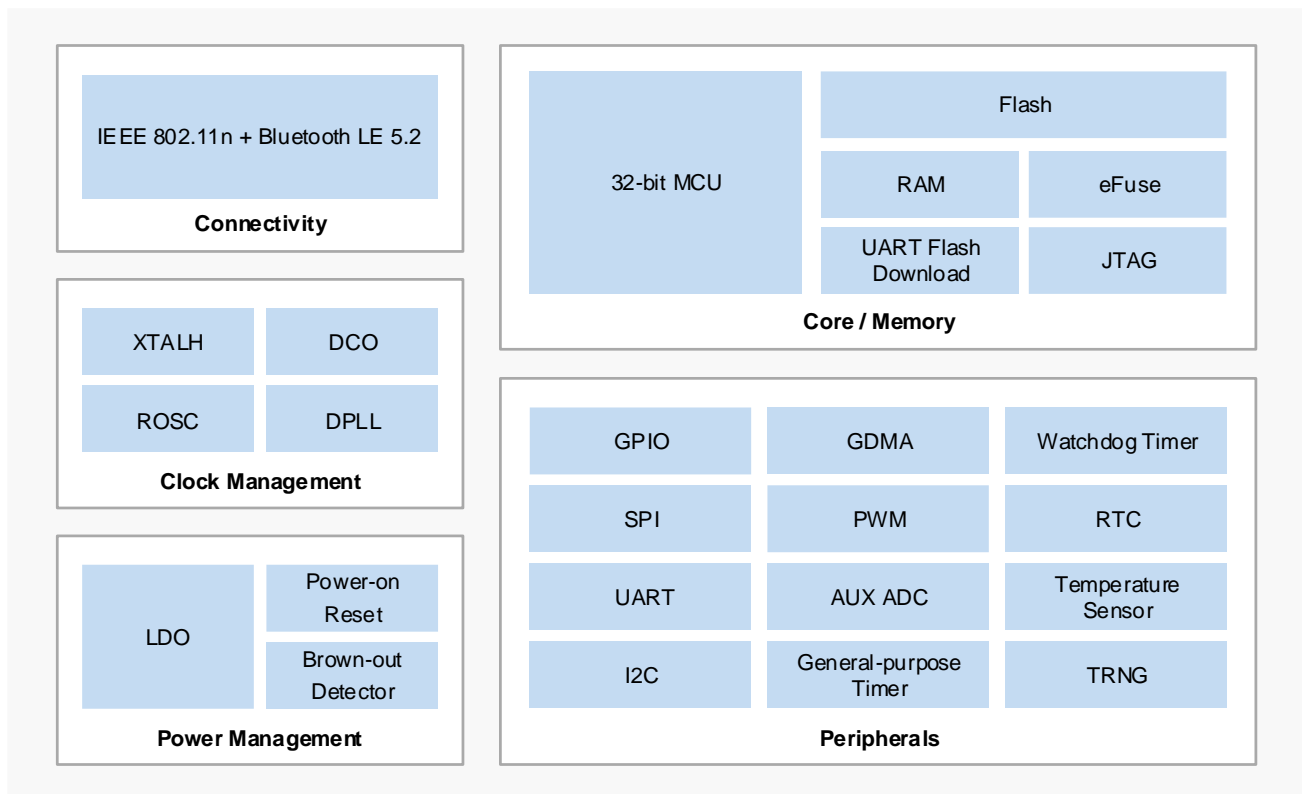 IEEE 802.11n + Bluetooth LE 5.2
Connectivity
XTALH
DCO
ROSC
DPLL
Clock Management
LDO
Power-on
Reset
Brown-out
Detector
Power Management
32-bit MCU
Flash
RAM
eFuse
UART Flash
Download
JTAG
Core / Memory
GPIO
GDMA
Watchdog Timer
SPI
PWM
RTC
UART
AUX ADC
Temperature
Sensor
I2C
General-purpose
Timer
TRNG
Peripherals